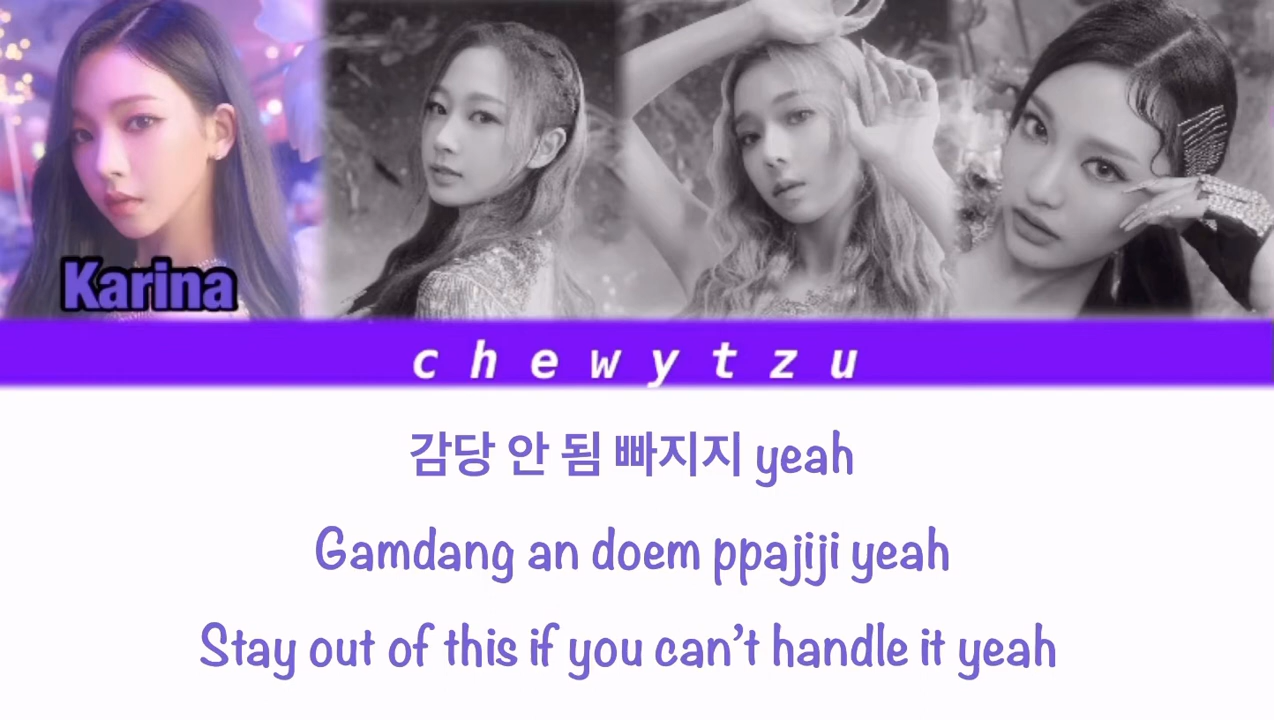 Karina
chewytzu
감당 안 됨 빠지지 yeah
Gamdang an doem ppajiji yeah
Stay out of this if you can't handle it yeah